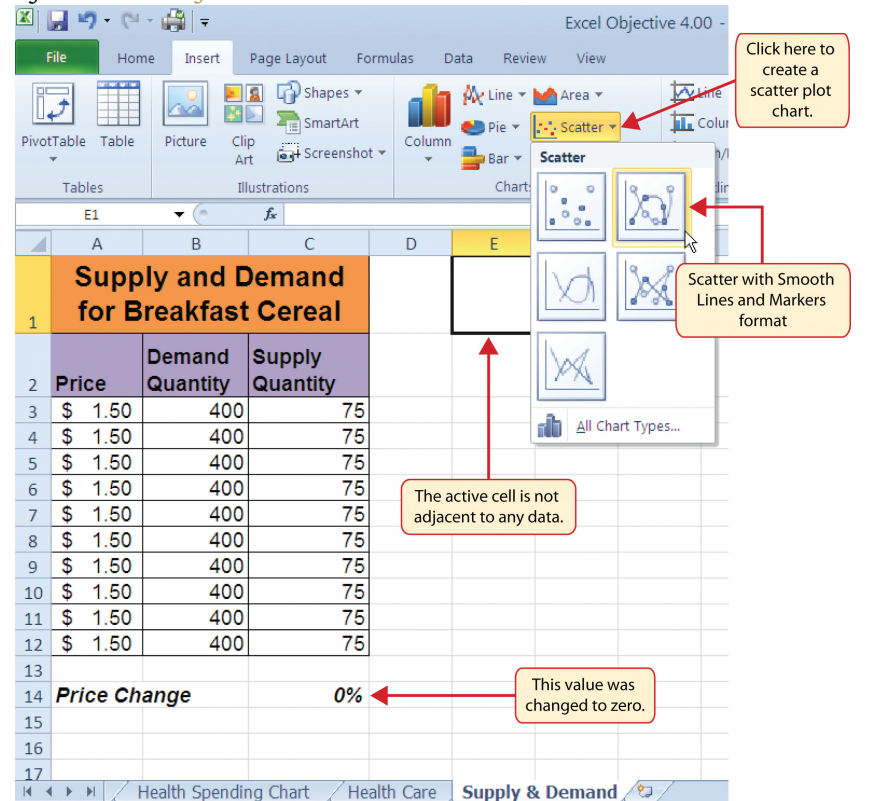 Excel Objective 4.00 -
File Home Insert Page Layout Formulas Data Review View
Click here to
create a
scatter plot
chart.
PivotTable
Table
Picture
Clip
Art
Shapes
SmartArt
Screenshot
Column
Line
Pie
Bar
Area
Scatter
Line
Tables
Illustrations
Scatter
All Chart Types...
Scatter with Smooth
Lines and Markers
format
E1
fx
A B C D E
1 Supply and Demand
for Breakfast Cereal
2 Price Demand Quantity Supply Quantity
3 $ 1.50 400 75
4 $ 1.50 400 75
5 $ 1.50 400 75
6 $ 1.50 400 75
7 $ 1.50 400 75
8 $ 1.50 400 75
9 $ 1.50 400 75
10 $ 1.50 400 75
11 $ 1.50 400 75
12 $ 1.50 400 75
13
14 Price Change 0%
15
16
17
The active cell is not
adjacent to any data.
This value was
changed to zero.
Health Spending Chart Health Care Supply & Demand